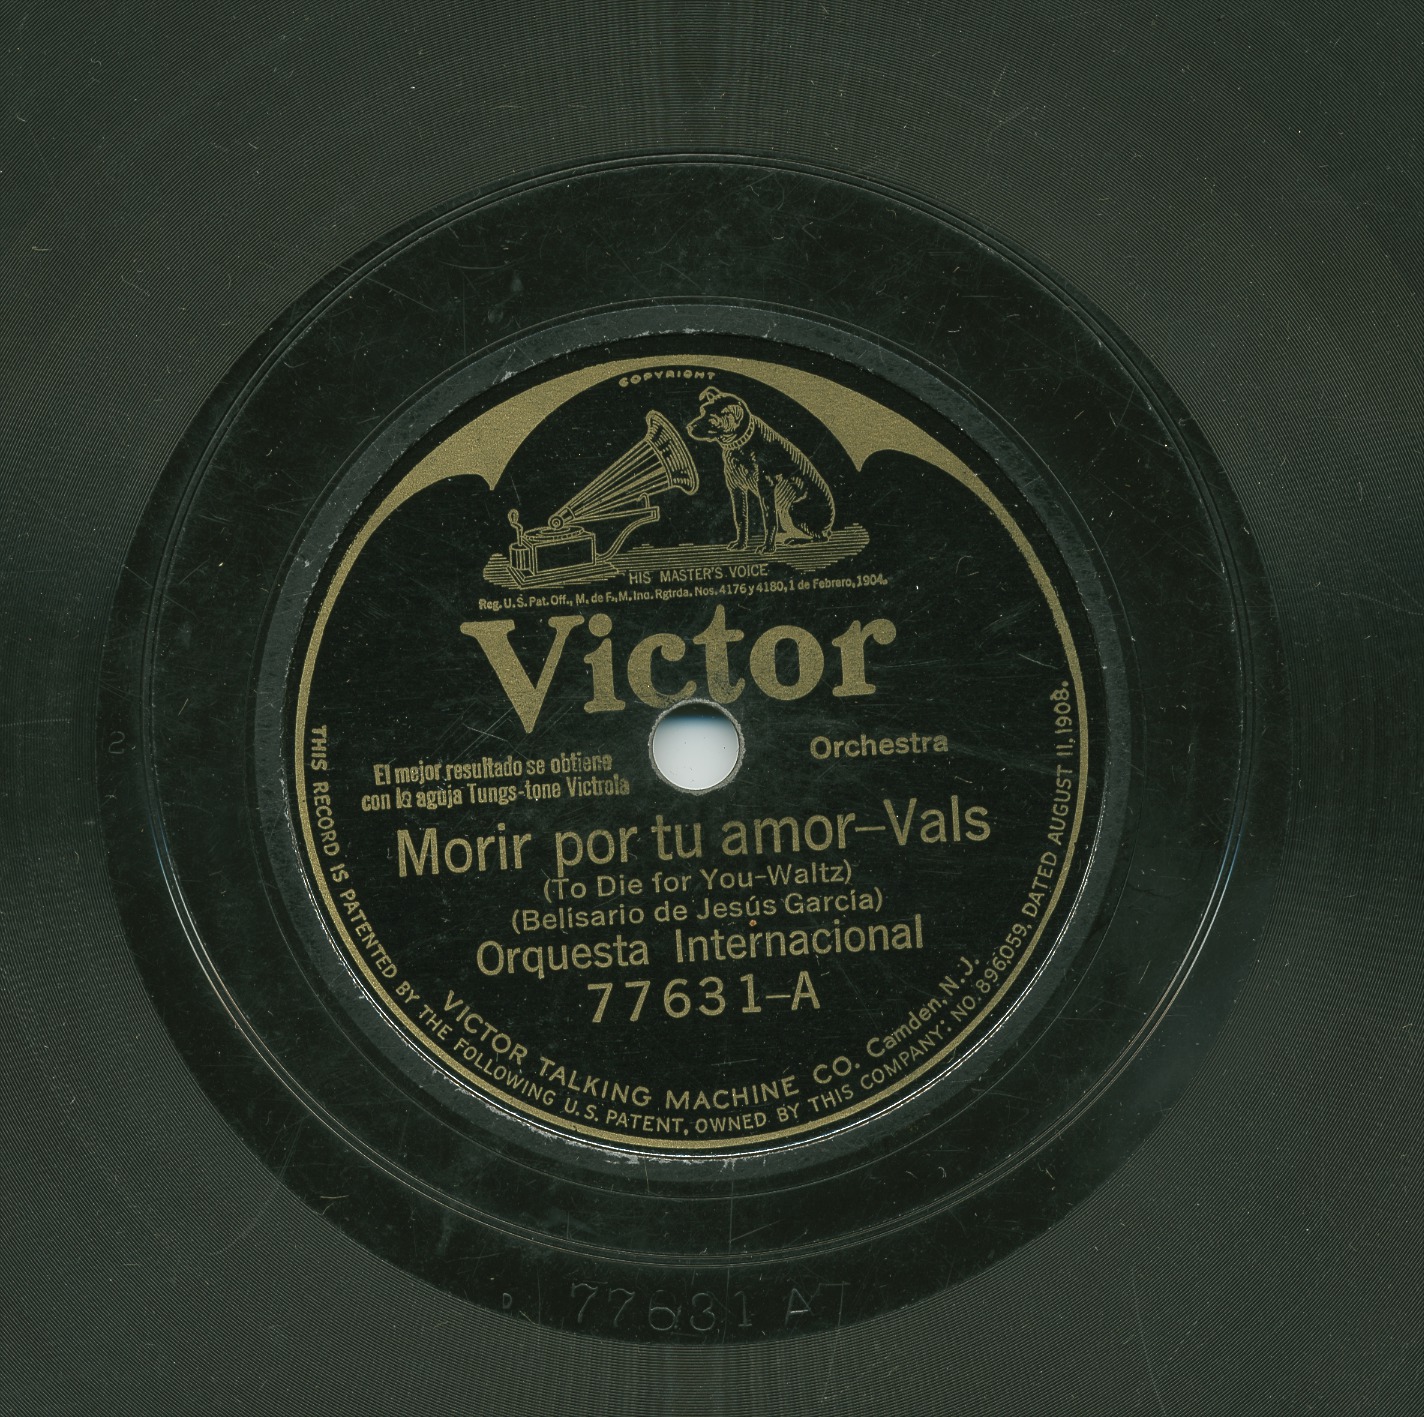 COPYRIGHT
HIS MASTER'S VOICE
Reg. U.S. Pat. Off., M. de F., M. Ind. Rgtrda. Nos. 4176 y 4180, 1 de Febrero, 1904.
Victor
Orchestra
El mejor resultado se obtiene
con la aguja Tungs-tone Victrola
Morir por tu amor–Vals
(To Die for You-Waltz)
(Belisario de Jesús García)
Orquesta Internacional
77631–A
VICTOR TALKING MACHINE CO. Camden, N. J.
THIS RECORD IS PATENTED BY THE FOLLOWING U.S. PATENT, OWNED BY THIS COMPANY: NO. 896,059, DATED AUGUST 11, 1908.
2
D 77631 A